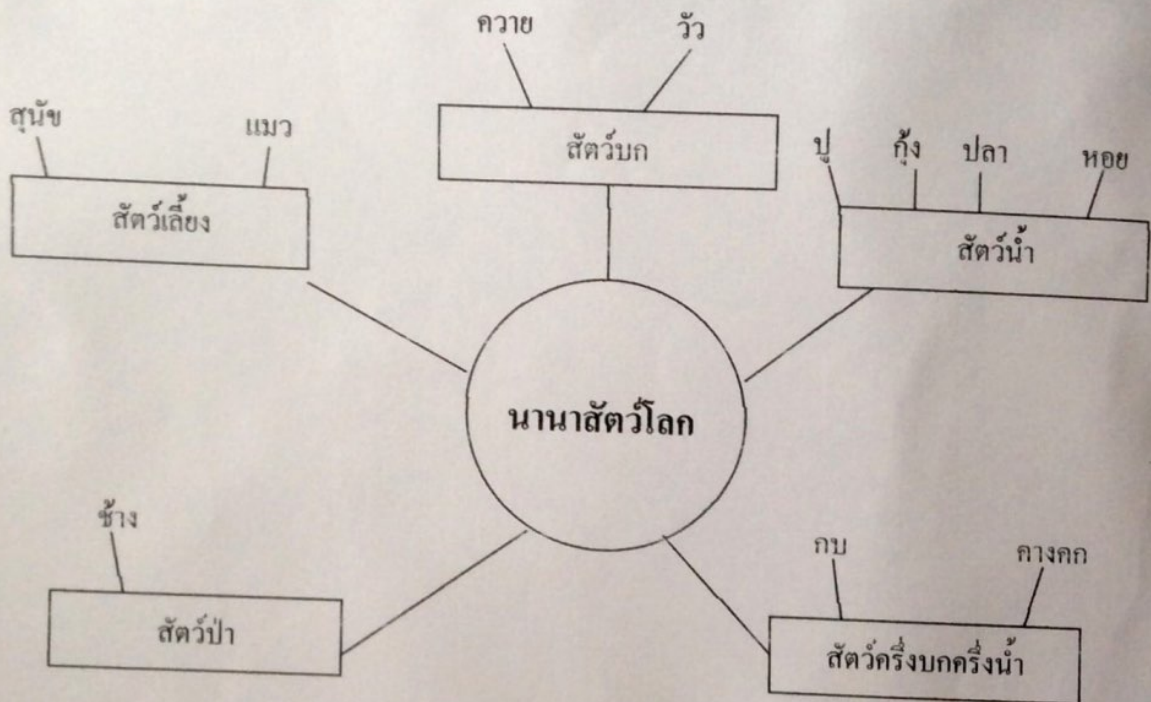 ควาย
วัว
สัตว์บก
สุนัข
แมว
สัตว์เลี้ยง
ปู
กุ้ง
ปลา
หอย
สัตว์น้ำ
นานาสัตว์โลก
ช้าง
สัตว์ป่า
กบ
คางคก
สัตว์ครึ่งบกครึ่งน้ำ